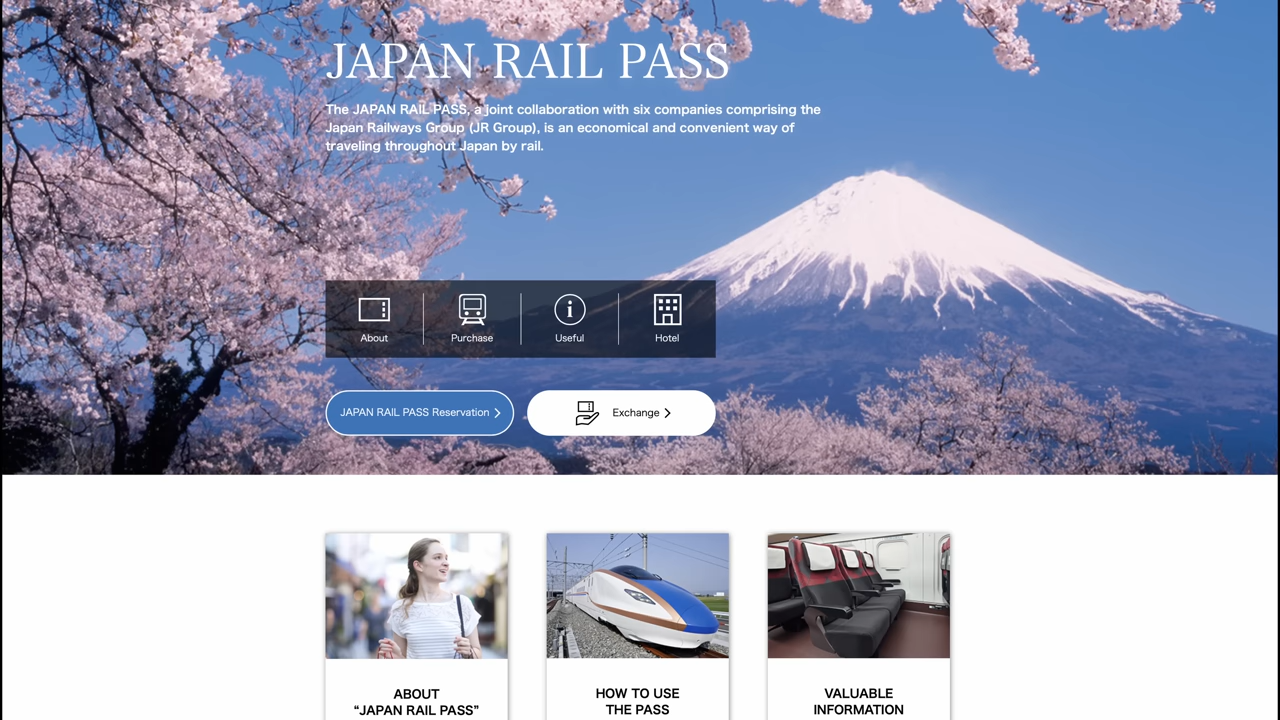 JAPAN RAIL PASS
The JAPAN RAIL PASS, a joint collaboration with six companies comprising the
Japan Railways Group (JR Group), is an economical and convenient way of
traveling throughout Japan by rail.
About
Purchase
Useful
Hotel
JAPAN RAIL PASS Reservation
Exchange
ABOUT
“JAPAN RAIL PASS”
HOW TO USE
THE PASS
VALUABLE
INFORMATION